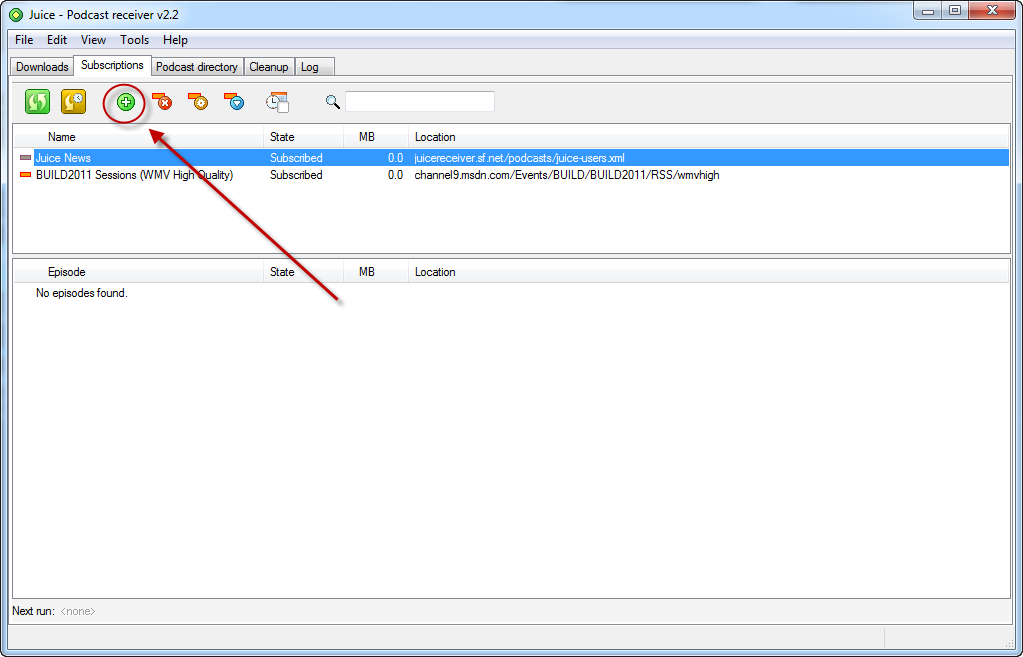 Juice - Podcast receiver v2.2
File Edit View Tools Help
Downloads Subscriptions Podcast directory Cleanup Log
Name State MB Location
Juice News Subscribed 0.0 juicereceiver.sf.net/podcasts/juice-users.xml
BUILD2011 Sessions (WMV High Quality) Subscribed 0.0 channel9.msdn.com/Events/BUILD/BUILD2011/RSS/wmvhigh
Episode State MB Location
No episodes found.
Next run: <none>